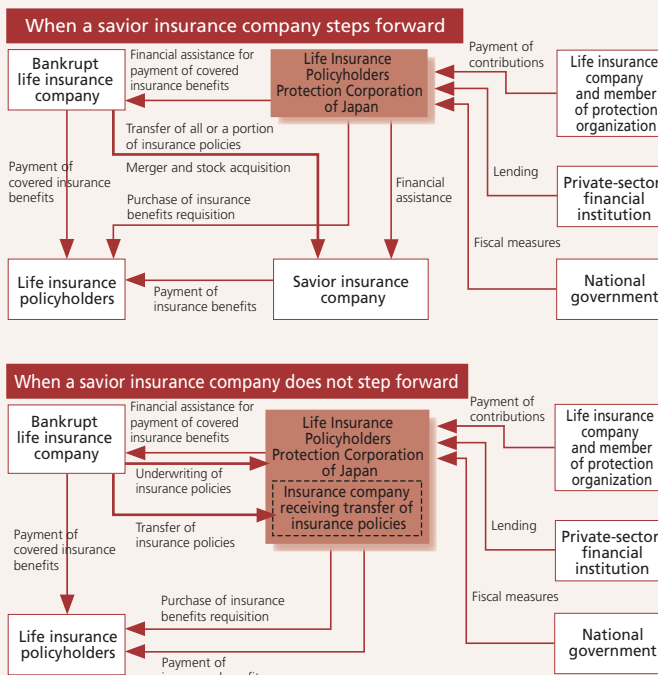 When a savior insurance company steps forward
Bankrupt
life insurance
company
Financial assistance for
payment of covered
insurance benefits
Life Insurance
Policyholders
Protection Corporation
of Japan
Payment of
contributions
Life insurance
company
and member
of protection
organization
Transfer of all or a portion
of insurance policies
Merger and stock acquisition
Payment of
covered insurance
benefits
Purchase of insurance
benefits requisition
Financial
assistance
Lending
Private-sector
financial
institution
Fiscal measures
Life insurance
policyholders
Payment of
insurance benefits
Savior insurance
company
National
government
When a savior insurance company does not step forward
Bankrupt
life insurance
company
Financial assistance for
payment of covered
insurance benefits
Life Insurance
Policyholders
Protection Corporation
of Japan
Payment of
contributions
Life insurance
company
and member
of protection
organization
Underwriting of
insurance policies
Insurance company
receiving transfer of
insurance policies
Transfer of
insurance policies
Payment of
covered insurance
benefits
Lending
Private-sector
financial
institution
Purchase of insurance
benefits requisition
Fiscal measures
Life insurance
policyholders
Payment of
National
government